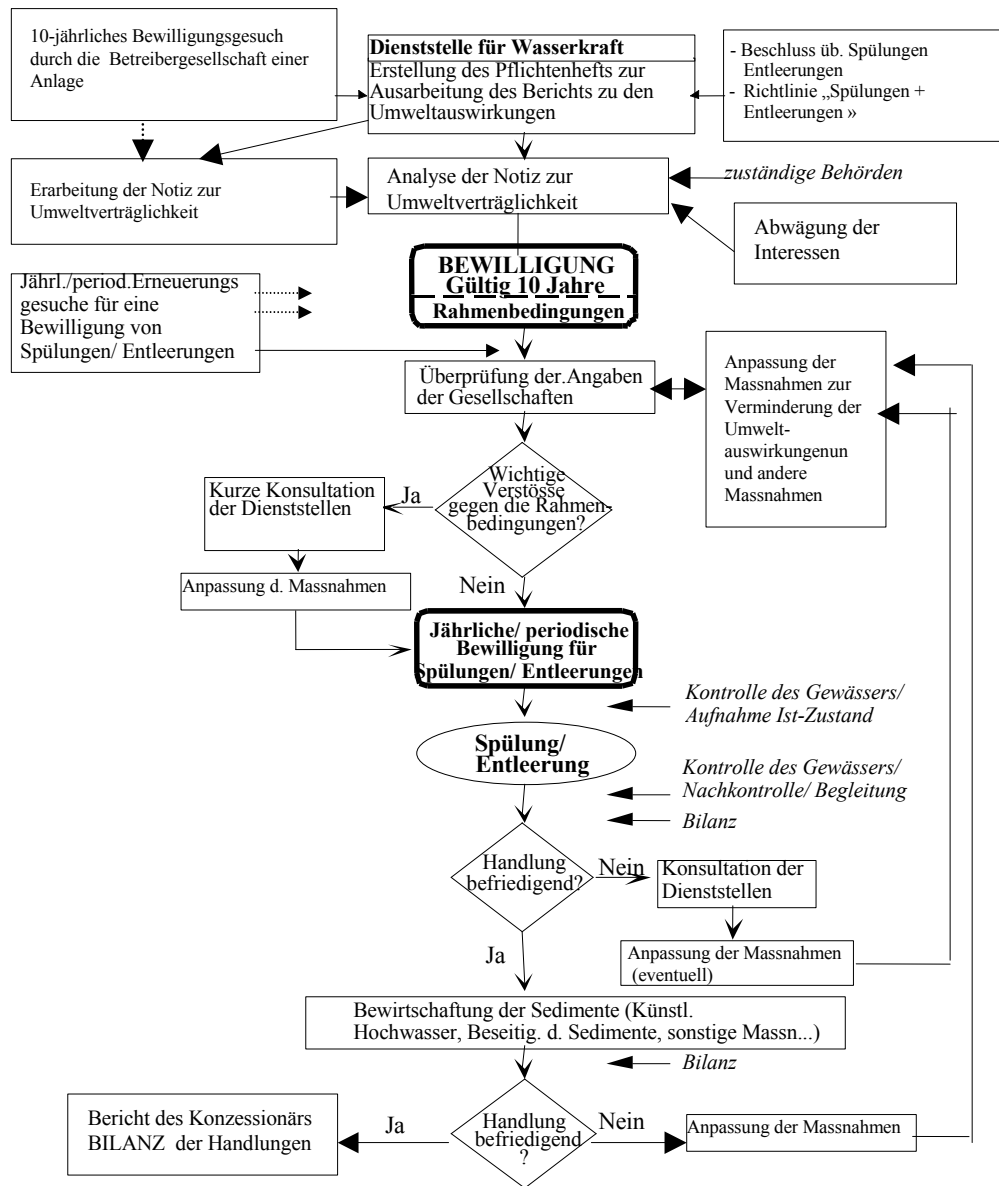 10-jährliches Bewilligungsgesuch
durch die Betreibergesellschaft einer
Anlage
Dienststelle für Wasserkraft
Erstellung des Pflichtenhefts zur
Ausarbeitung des Berichts zu den
Umweltauswirkungen
- Beschluss üb. Spülungen
Entleerungen
- Richtlinie „Spülungen +
Entleerungen »
Erarbeitung der Notiz zur
Umweltverträglichkeit
Analyse der Notiz zur
Umweltverträglichkeit
zuständige Behörden
Abwägung der
Interessen
BEWILLIGUNG
Gültig 10 Jahre
Rahmenbedingungen
Jährl./period.Erneuerungs
gesuche für eine
Bewilligung von
Spülungen/ Entleerungen
Überprüfung der.Angaben
der Gesellschaften
Anpassung der
Massnahmen zur
Verminderung der
Umwelt-
auswirkungenun
und andere
Massnahmen
Wichtige
Verstösse
gegen die Rahmen-
bedingungen?
Ja
Kurze Konsultation
der Dienststellen
Anpassung d. Massnahmen
Nein
Jährliche/ periodische
Bewilligung für
Spülungen/ Entleerungen
Kontrolle des Gewässers/
Aufnahme Ist-Zustand
Spülung/
Entleerung
Kontrolle des Gewässers/
Nachkontrolle/ Begleitung
Bilanz
Handlung
befriedigend?
Nein
Konsultation der
Dienststellen
Anpassung der Massnahmen
(eventuell)
Ja
Bewirtschaftung der Sedimente (Künstl.
Hochwasser, Beseitig. d. Sedimente, sonstige Massn...)
Bilanz
Handlung
befriedigend
?
Ja
Bericht des Konzessionärs
BILANZ der Handlungen
Nein
Anpassung der Massnahmen